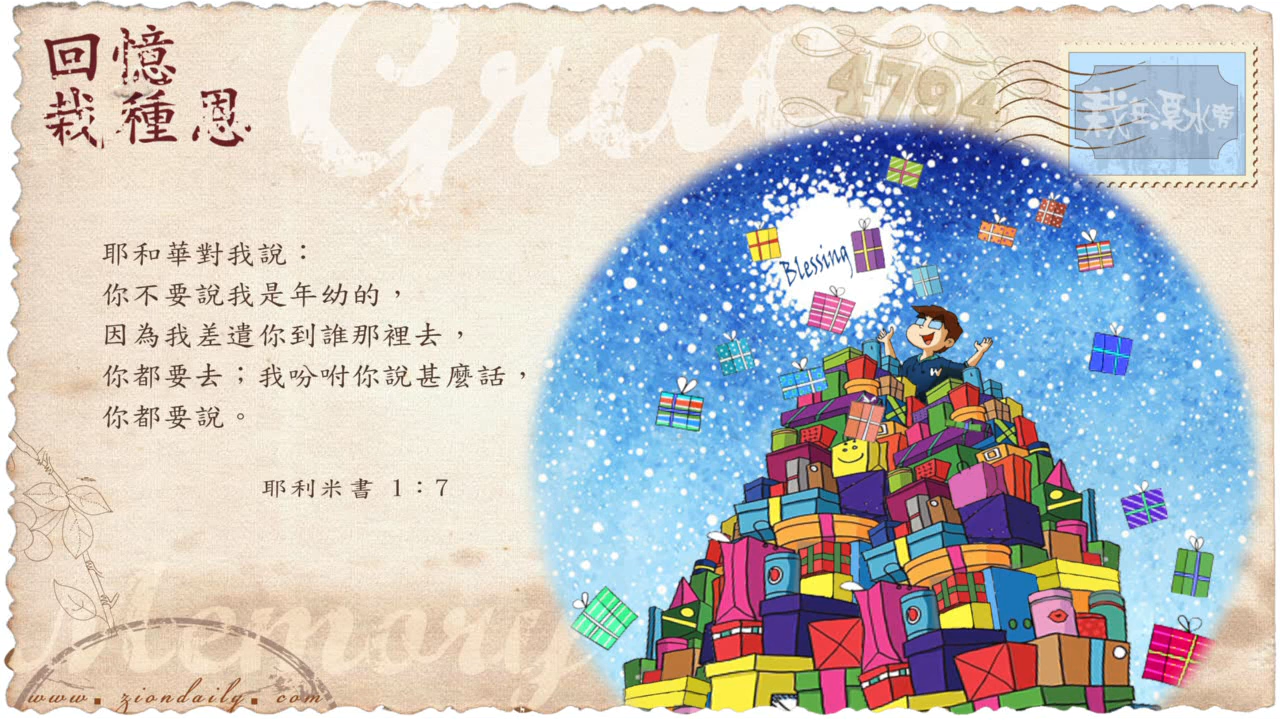 回憶
栽種恩
Grace
4794
耶和華對我說：
你不要說我是年幼的，
因為我差遣你到誰那裡去，
你都要去；我吩咐你說甚麼話，
你都要說。
耶利米書 1：7
Blessing
W
Memory
www.ziondaily.com